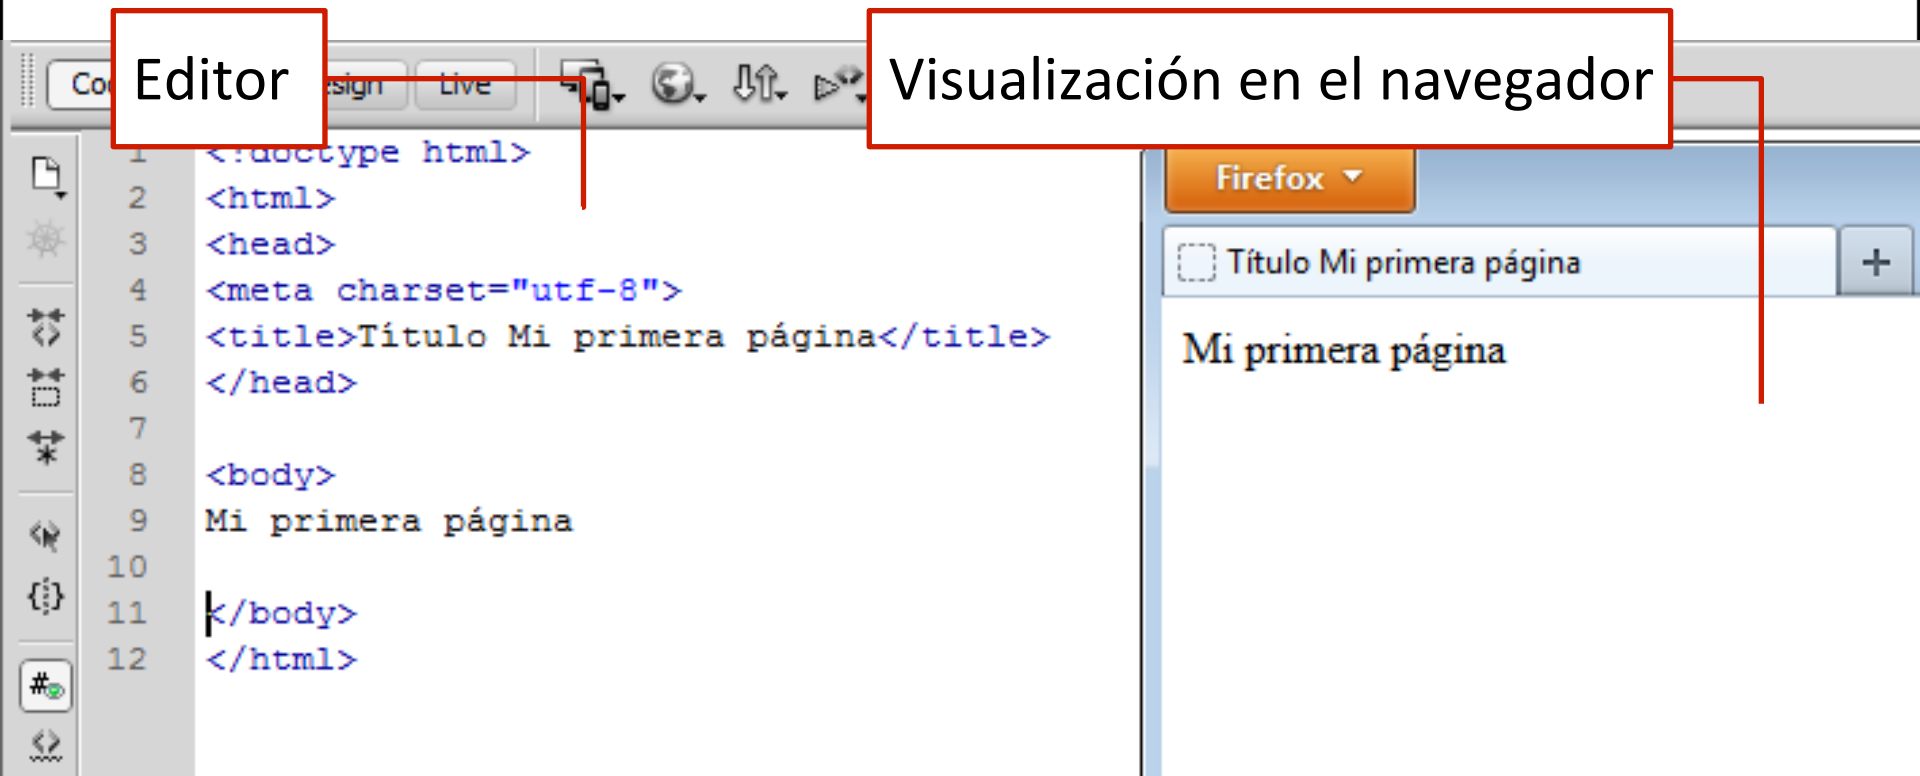 Editor
Visualización en el navegador
Live
Firefox
Título Mi primera página
Mi primera página
1 <!doctype html>
2 <html>
3 <head>
4 <meta charset="utf-8">
5 <title>Título Mi primera página</title>
6 </head>
7
8 <body>
9 Mi primera página
10
11 </body>
12 </html>